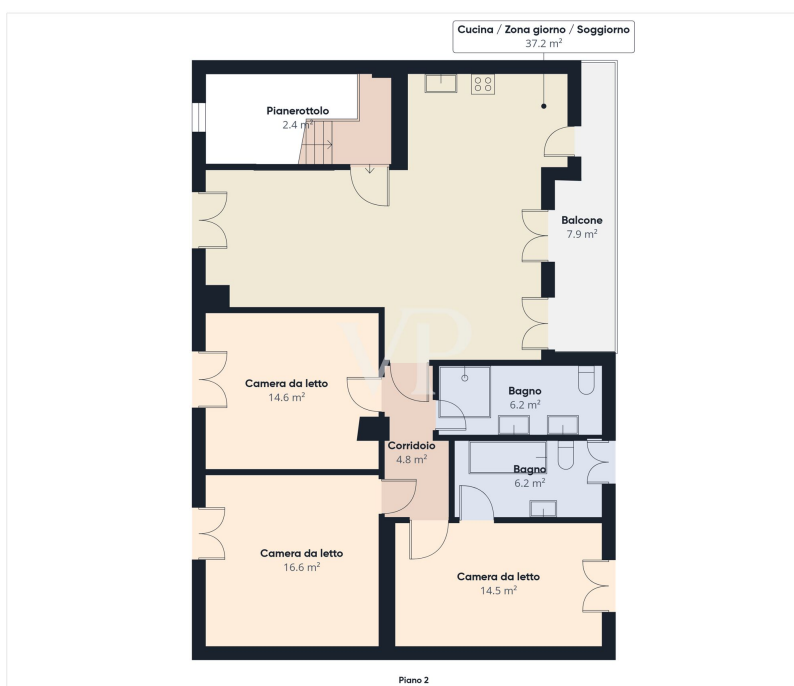 Cucina / Zona giorno / Soggiorno
37.2 m²
Pianerottolo
2.4 m²
Balcone
7.9 m²
VP
Camera da letto
14.6 m²
Bagno
6.2 m²
Corridoio
4.8 m²
Bagno
6.2 m²
Camera da letto
16.6 m²
Camera da letto
14.5 m²
Piano 2